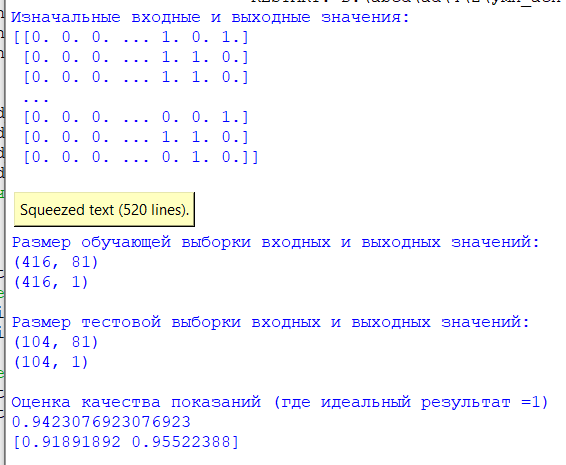 Изначальные входные и выходные значения:
[[0. 0. 0. ... 1. 0. 1.]
 [0. 0. 0. ... 1. 1. 0.]
 [0. 0. 0. ... 1. 1. 0.]
 ...
 [0. 0. 0. ... 0. 0. 1.]
 [0. 0. 0. ... 1. 1. 0.]
 [0. 0. 0. ... 0. 1. 0.]]
Squeezed text (520 lines).
Размер обучающей выборки входных и выходных значений:
(416, 81)
(416, 1)
Размер тестовой выборки входных и выходных значений:
(104, 81)
(104, 1)
Оценка качества показаний (где идеальный результат =1)
0.9423076923076923
[0.91891892 0.95522388]